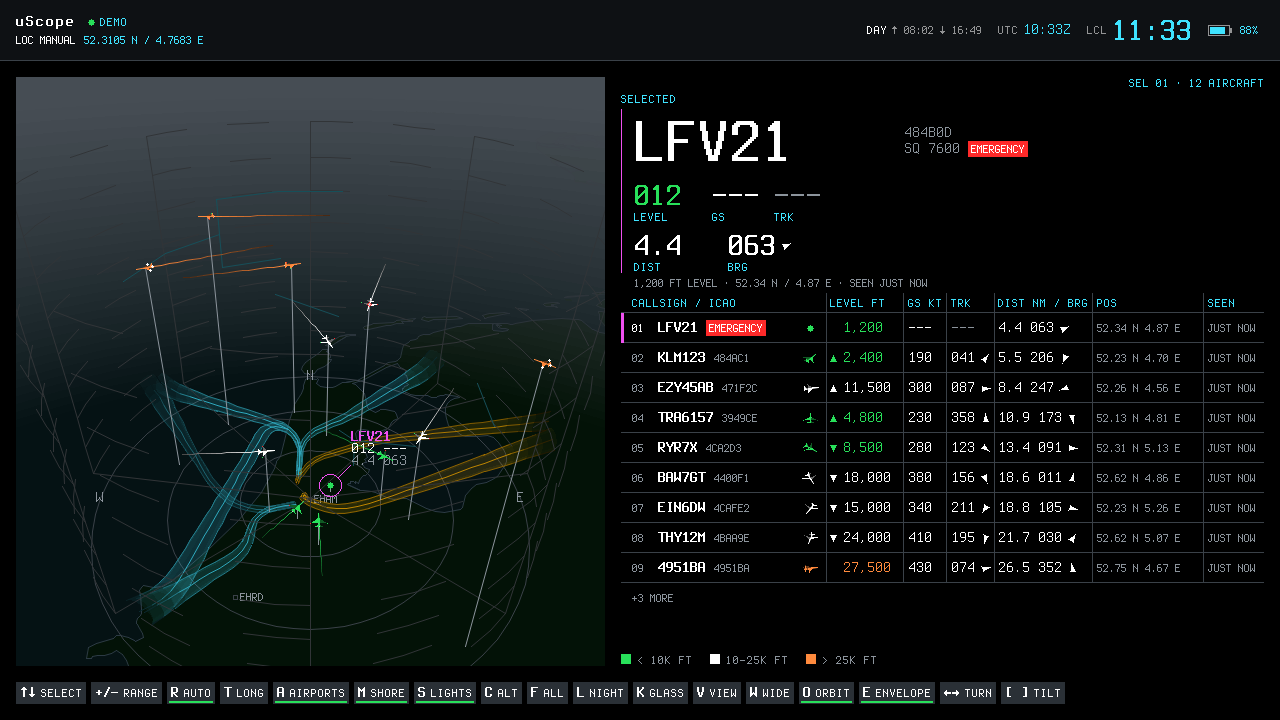 uScope DEMO
LOC MANUAL 52.3105 N / 4.7683 E
DAY ↑ 08:02 ↓ 16:49 UTC 10:33Z LCL 11:33 88%
SEL 01 · 12 AIRCRAFT
SELECTED
LFV21
484B0D
SQ 7600 EMERGENCY
012 --- ---
LEVEL GS TRK
4.4 063
DIST BRG
1,200 FT LEVEL · 52.34 N / 4.87 E · SEEN JUST NOW
CALLSIGN / ICAO LEVEL FT GS KT TRK DIST NM / BRG POS SEEN
01 LFV21 EMERGENCY 1,200 --- --- 4.4 063 52.34 N 4.87 E JUST NOW
02 KLM123 484AC1 ▲ 2,400 190 041 5.5 206 52.23 N 4.70 E JUST NOW
03 EZY45AB 471F2C ▲ 11,500 300 087 8.4 247 52.26 N 4.56 E JUST NOW
04 TRA6157 3949CE ▲ 4,800 230 358 10.9 173 52.13 N 4.81 E JUST NOW
05 RYR7X 4CA2D3 ▼ 8,500 280 123 13.4 091 52.31 N 5.13 E JUST NOW
06 BAW7GT 4400F1 ▼ 18,000 380 156 18.6 011 52.62 N 4.86 E JUST NOW
07 EIN6DW 4CAFE2 ▼ 15,000 340 211 18.8 105 52.23 N 5.26 E JUST NOW
08 THY12M 4BAA9E ▼ 24,000 410 195 21.7 030 52.62 N 5.07 E JUST NOW
09 4951BA 4951BA 27,500 430 074 26.5 352 52.75 N 4.67 E JUST NOW
+3 MORE
N
LFV21
012 ---
4.4 063
W
E
EHAM
EHRD
< 10K FT 10-25K FT > 25K FT
↑↓ SELECT +/- RANGE R AUTO T LONG A AIRPORTS M SHORE S LIGHTS C ALT F ALL L NIGHT K GLASS V VIEW W WIDE O ORBIT E ENVELOPE ←→ TURN [ ] TILT